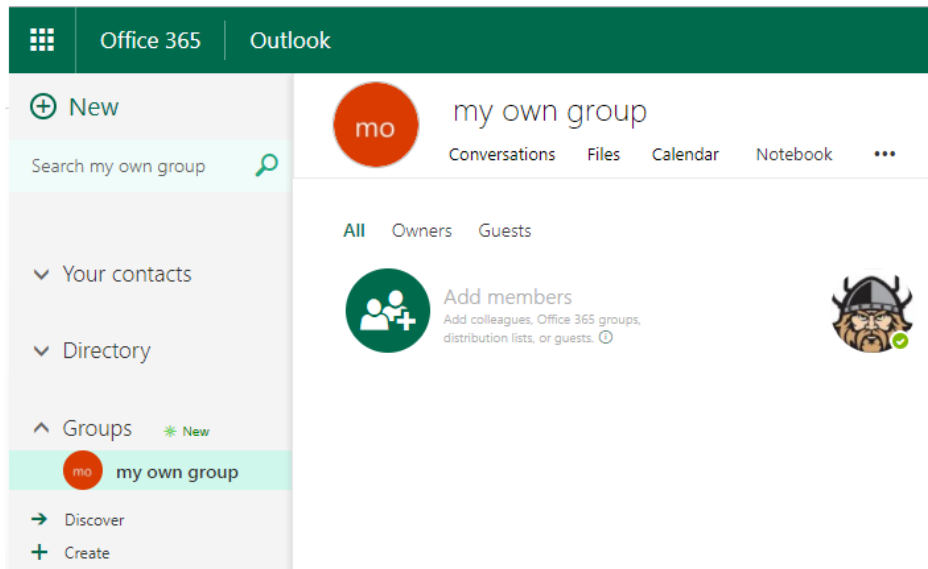 Office 365 Outlook
New
Search my own group
Your contacts
Directory
Groups New
mo my own group
Discover
Create
mo
my own group
Conversations Files Calendar Notebook •••
All Owners Guests
Add members
Add colleagues, Office 365 groups,
distribution lists, or guests.